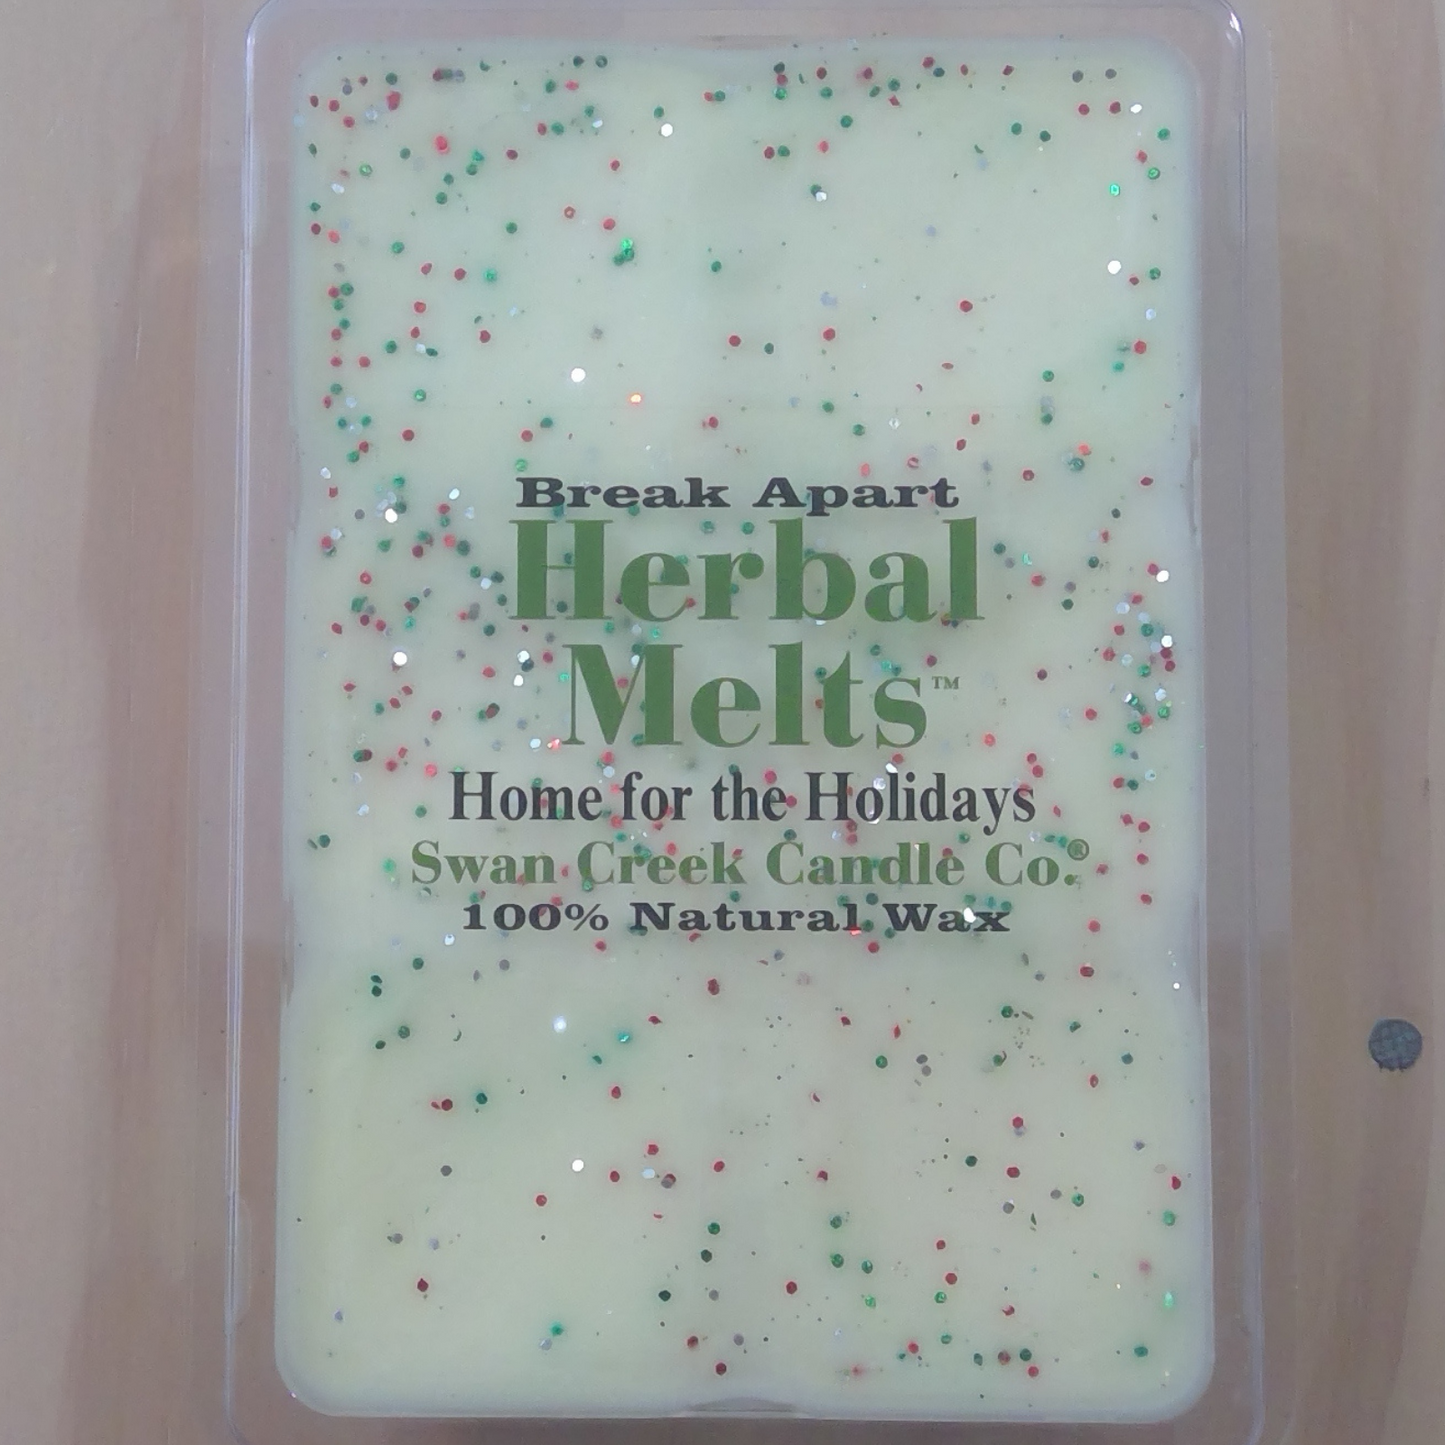 Break Apart
Herbal
Melts™
Home for the Holidays
Swan Creek Candle Co.®
100% Natural Wax